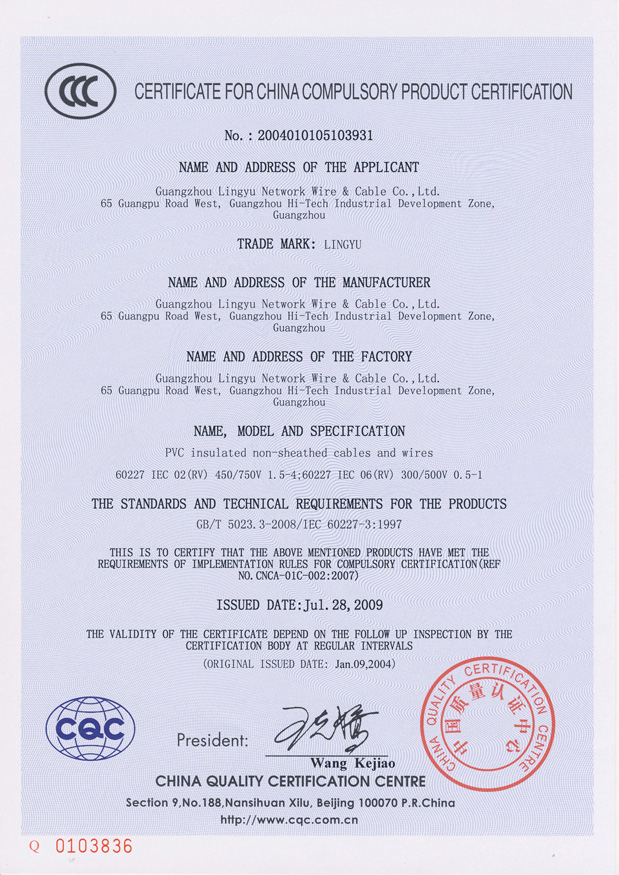 CCC
CERTIFICATE FOR CHINA COMPULSORY PRODUCT CERTIFICATION
No. : 2004010105103931
NAME AND ADDRESS OF THE APPLICANT
Guangzhou Lingyu Network Wire & Cable Co.,Ltd.
65 Guangpu Road West, Guangzhou Hi-Tech Industrial Development Zone,
Guangzhou
TRADE MARK: LINGYU
NAME AND ADDRESS OF THE MANUFACTURER
Guangzhou Lingyu Network Wire & Cable Co.,Ltd.
65 Guangpu Road West, Guangzhou Hi-Tech Industrial Development Zone,
Guangzhou
NAME AND ADDRESS OF THE FACTORY
Guangzhou Lingyu Network Wire & Cable Co.,Ltd.
65 Guangpu Road West, Guangzhou Hi-Tech Industrial Development Zone,
Guangzhou
NAME, MODEL AND SPECIFICATION
PVC insulated non-sheathed cables and wires
60227 IEC 02(RV) 450/750V 1.5-4;60227 IEC 06(RV) 300/500V 0.5-1
THE STANDARDS AND TECHNICAL REQUIREMENTS FOR THE PRODUCTS
GB/T 5023.3-2008/IEC 60227-3:1997
THIS IS TO CERTIFY THAT THE ABOVE MENTIONED PRODUCTS HAVE MET THE
REQUIREMENTS OF IMPLEMENTATION RULES FOR COMPULSORY CERTIFICATION(REF
NO.CNCA-01C-002:2007)
ISSUED DATE:Jul.28,2009
THE VALIDITY OF THE CERTIFICATE DEPEND ON THE FOLLOW UP INSPECTION BY THE
CERTIFICATION BODY AT REGULAR INTERVALS
(ORIGINAL ISSUED DATE: Jan.09,2004)
CHINA QUALITY CERTIFICATION CENTRE
中国质量认证中心
CQC
President:
Wang Kejiao
CHINA QUALITY CERTIFICATION CENTRE
Section 9,No.188,Nansihuan Xilu, Beijing 100070 P.R.China
http://www.cqc.com.cn
Q 0103836